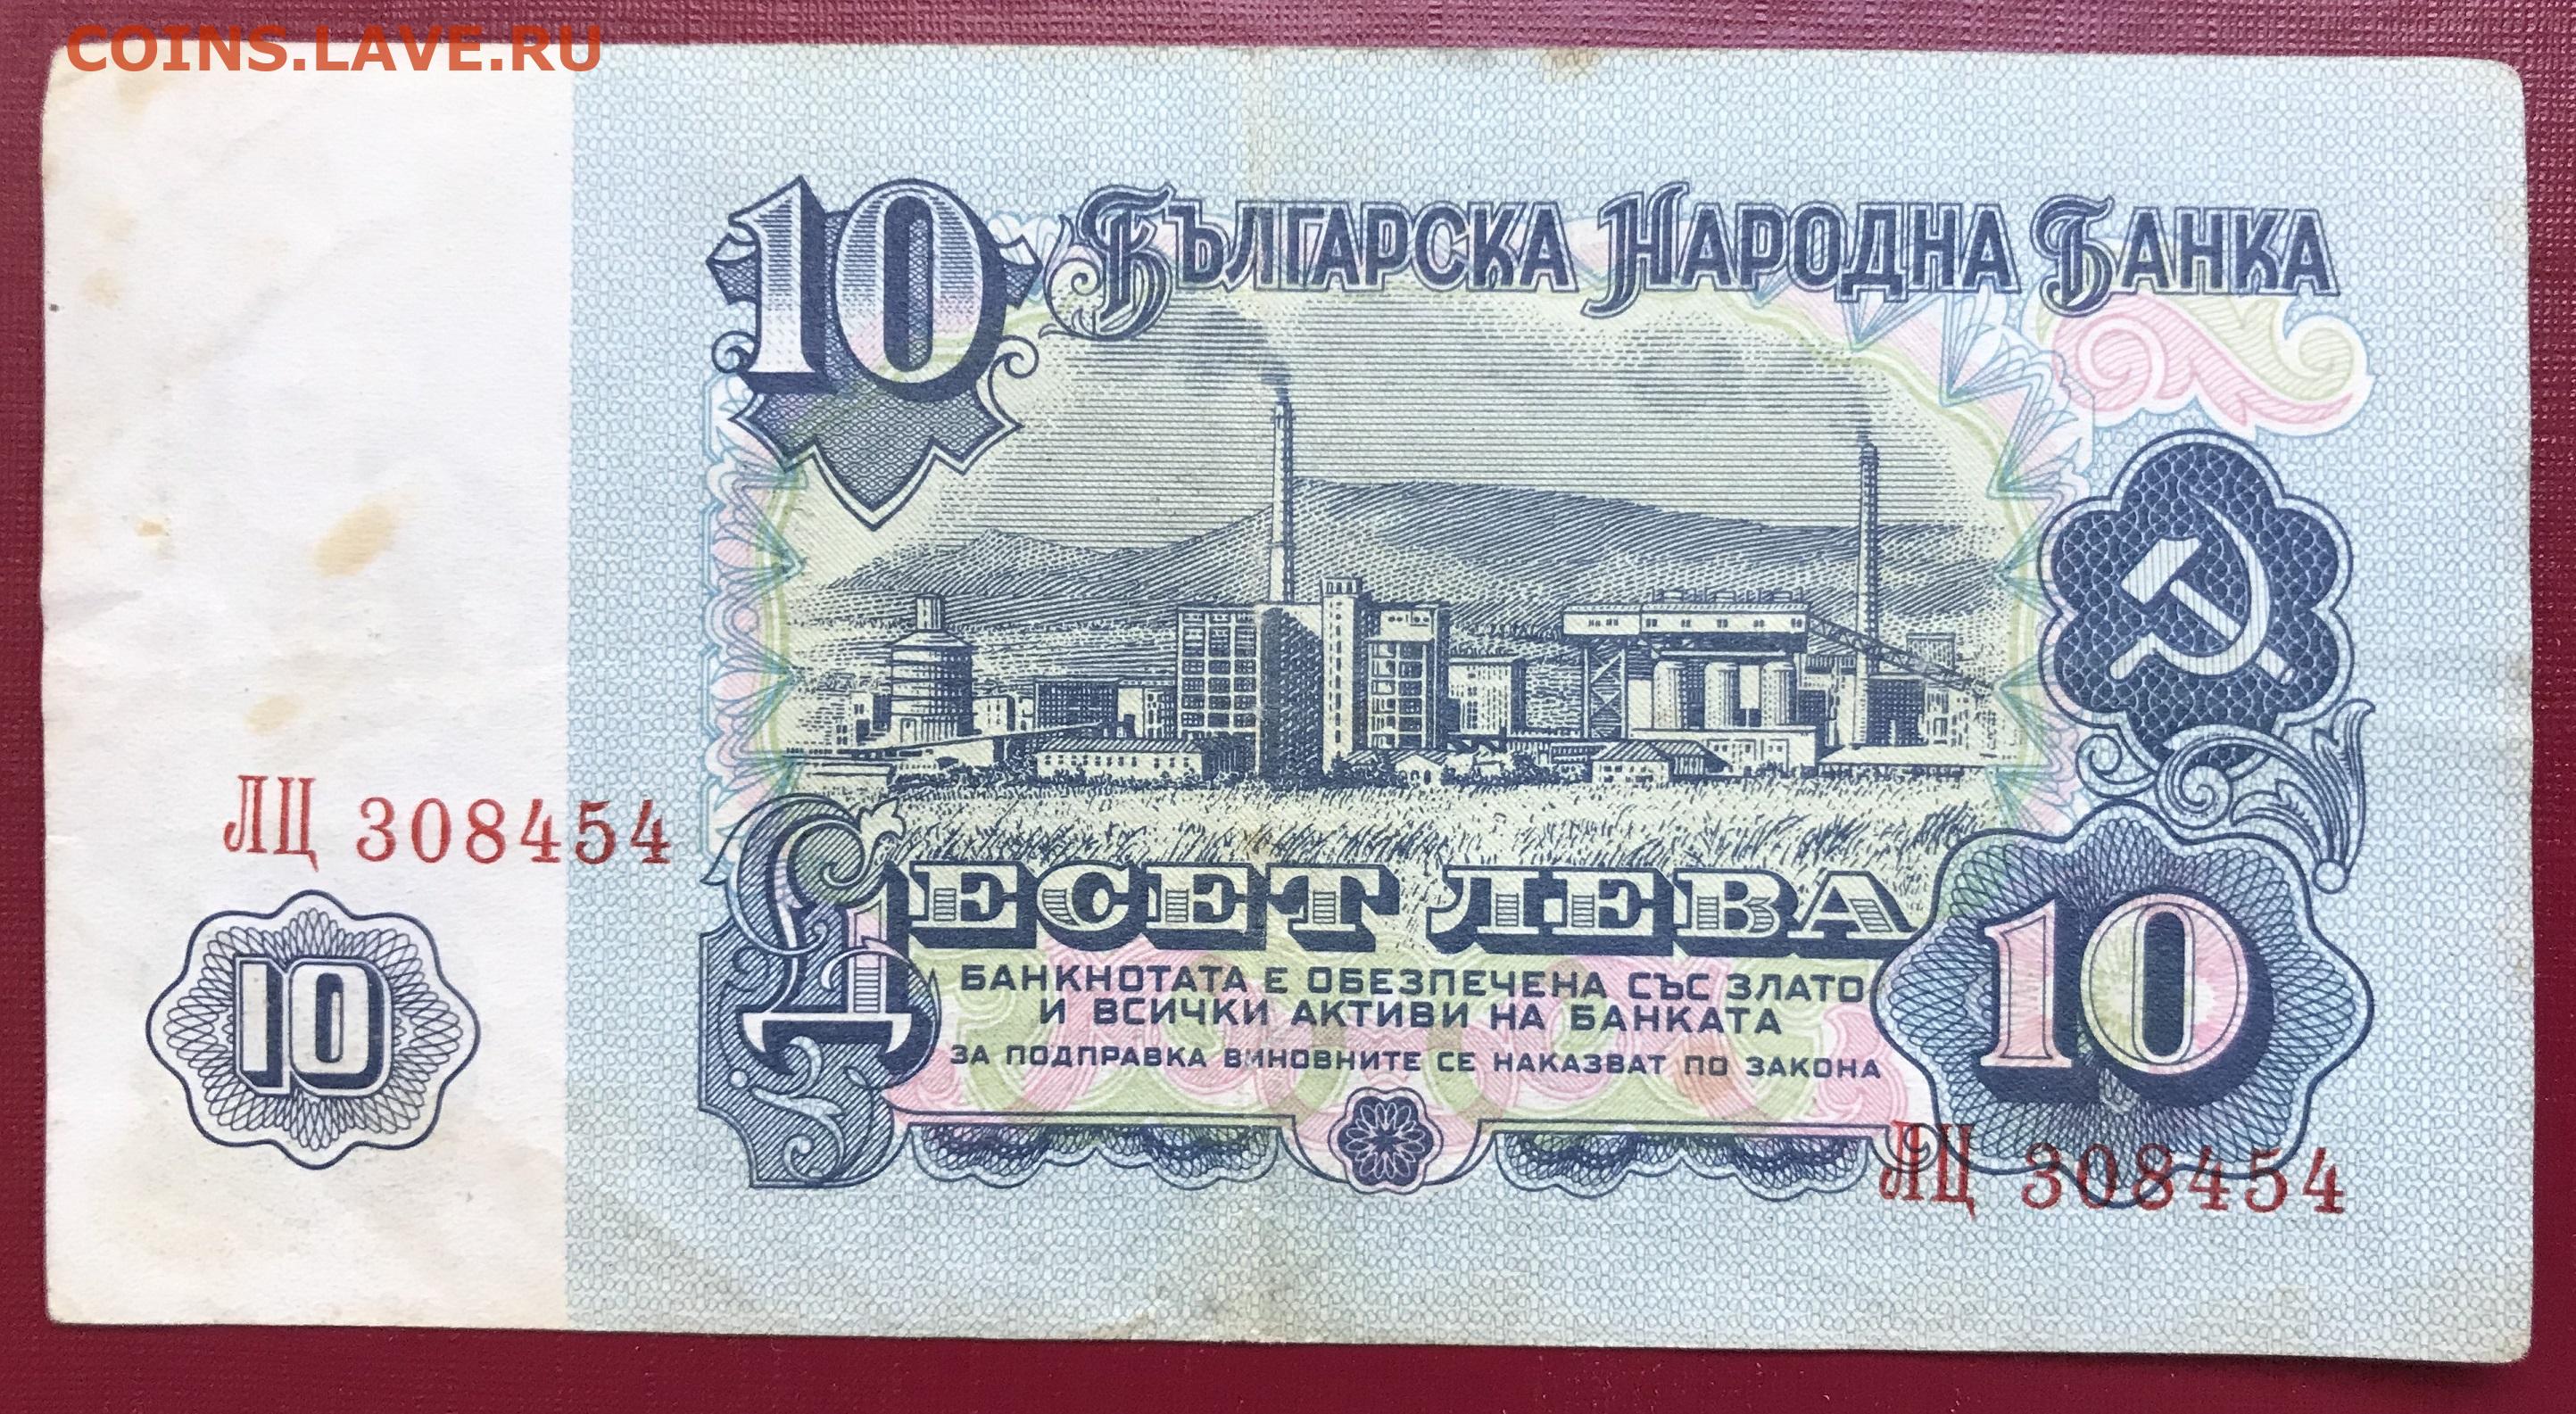 COINS.LAVE.RU
10 БЪЛГАРСКА НАРОДНА БАНКА
ЛЦ 308454
ДЕСЕТ ЛЕВА
10
10
БАНКНОТАТА Е ОБЕЗПЕЧЕНА СЪС ЗЛАТО
И ВСИЧКИ АКТИВИ НА БАНКАТА
ЗА ПОДПРАВКА ВИНОВНИТЕ СЕ НАКАЗВАТ ПО ЗАКОНА
ЛЦ 308454